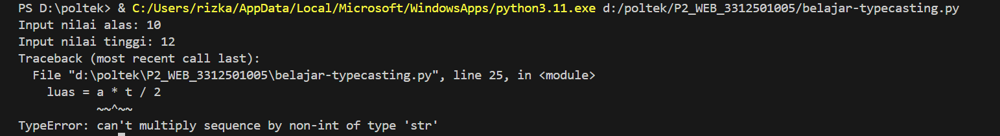 PS D:\poltek> & C:/Users/rizka/AppData/Local/Microsoft/WindowsApps/python3.11.exe d:/poltek/P2_WEB_3312501005/belajar-typecasting.py
Input nilai alas: 10
Input nilai tinggi: 12
Traceback (most recent call last):
  File "d:\poltek\P2_WEB_3312501005\belajar-typecasting.py", line 25, in <module>
    luas = a * t / 2
           ~~^~~
TypeError: can't multiply sequence by non-int of type 'str'